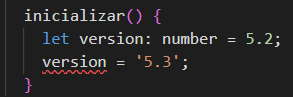 inicializar() {
  let version: number = 5.2;
  version = '5.3';
}